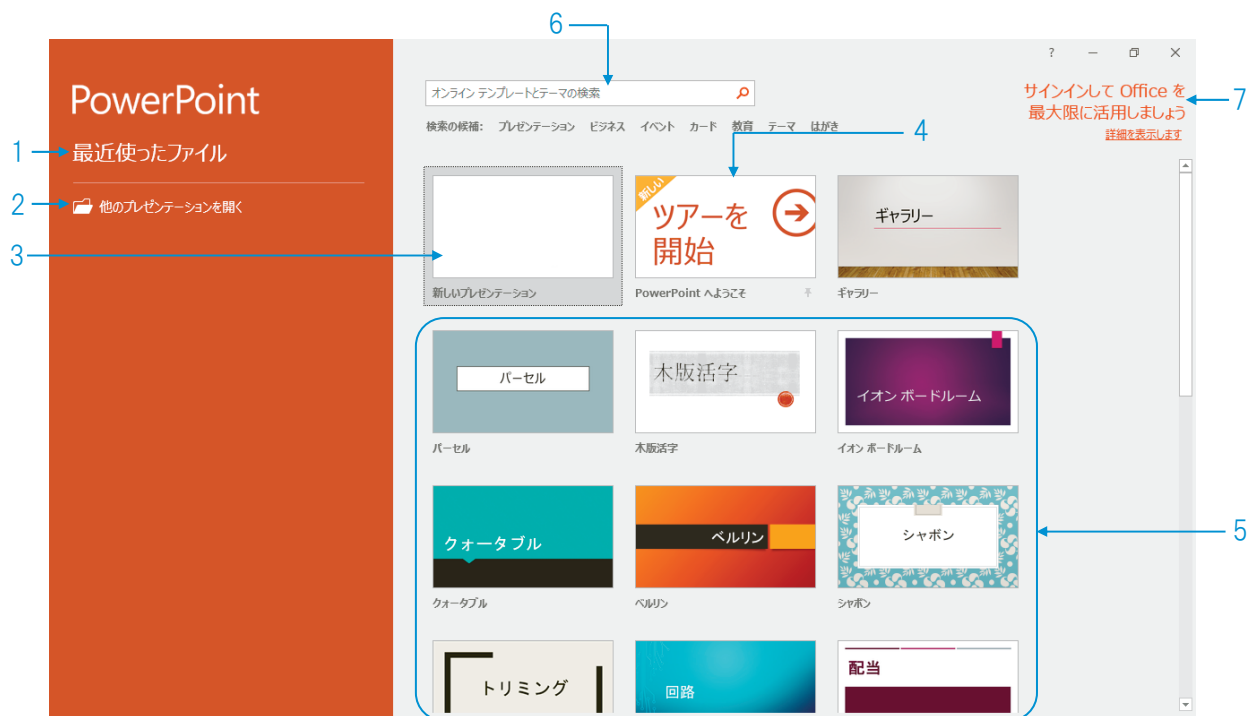 6
?
PowerPoint
オンライン テンプレートとテーマの検索
サインインして Office を
最大限に活用しましょう
7
検索の候補: プレゼンテーション ビジネス イベント カード 教育 テーマ はがき
4
詳細を表示します
1
最近使ったファイル
2
他のプレゼンテーションを開く
3
新しい
ツアーを
開始
ギャラリー
新しいプレゼンテーション
PowerPoint へようこそ
ギャラリー
パーセル
木版活字
イオン ボードルーム
パーセル
木版活字
イオン ボードルーム
クォータブル
ベルリン
シャボン
5
クォータブル
ベルリン
シャボン
トリミング
回路
配当